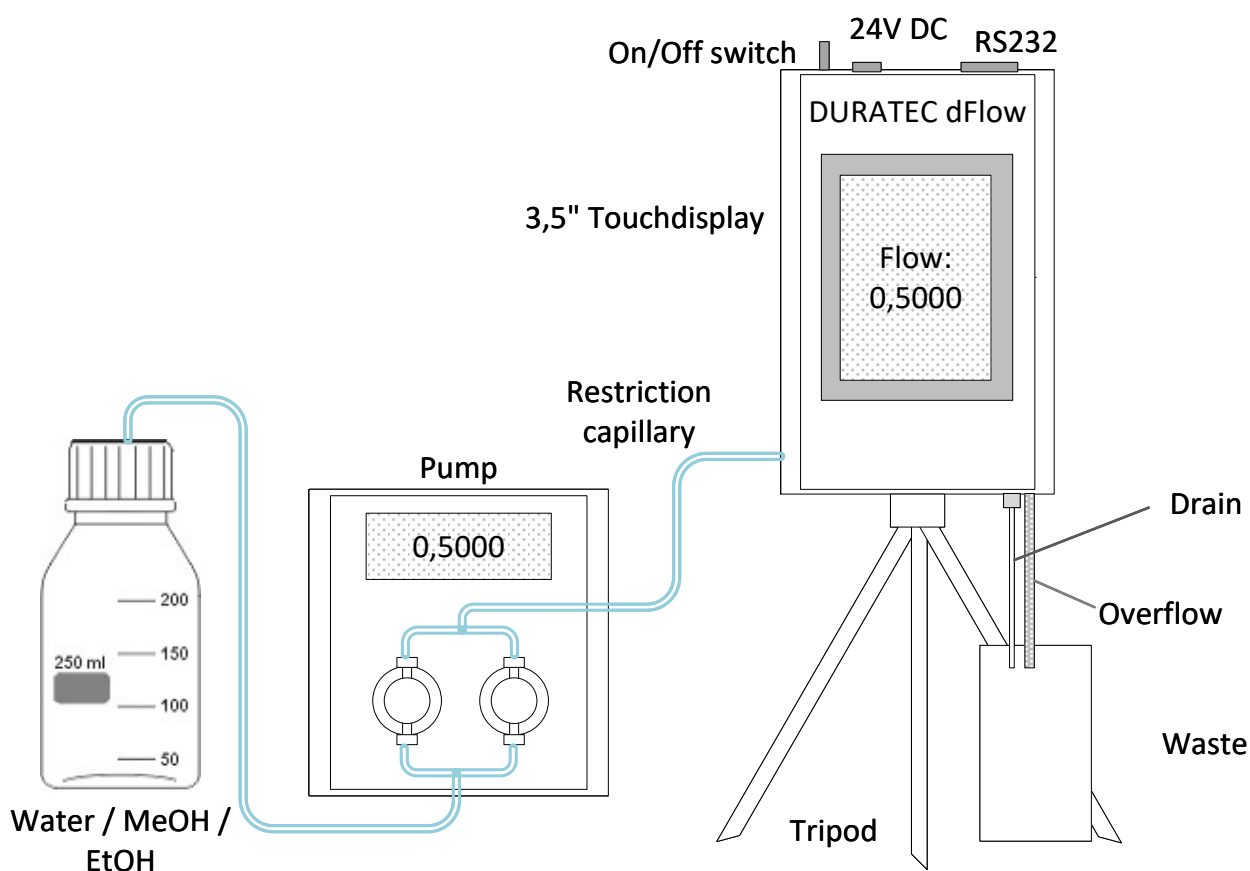 24V DC
On/Off switch
RS232
DURATEC dFlow
3,5" Touchdisplay
Flow:
0,5000
Restriction
capillary
Pump
0,5000
Drain
Overflow
200
150
250 ml
100
50
Waste
Water / MeOH /
EtOH
Tripod